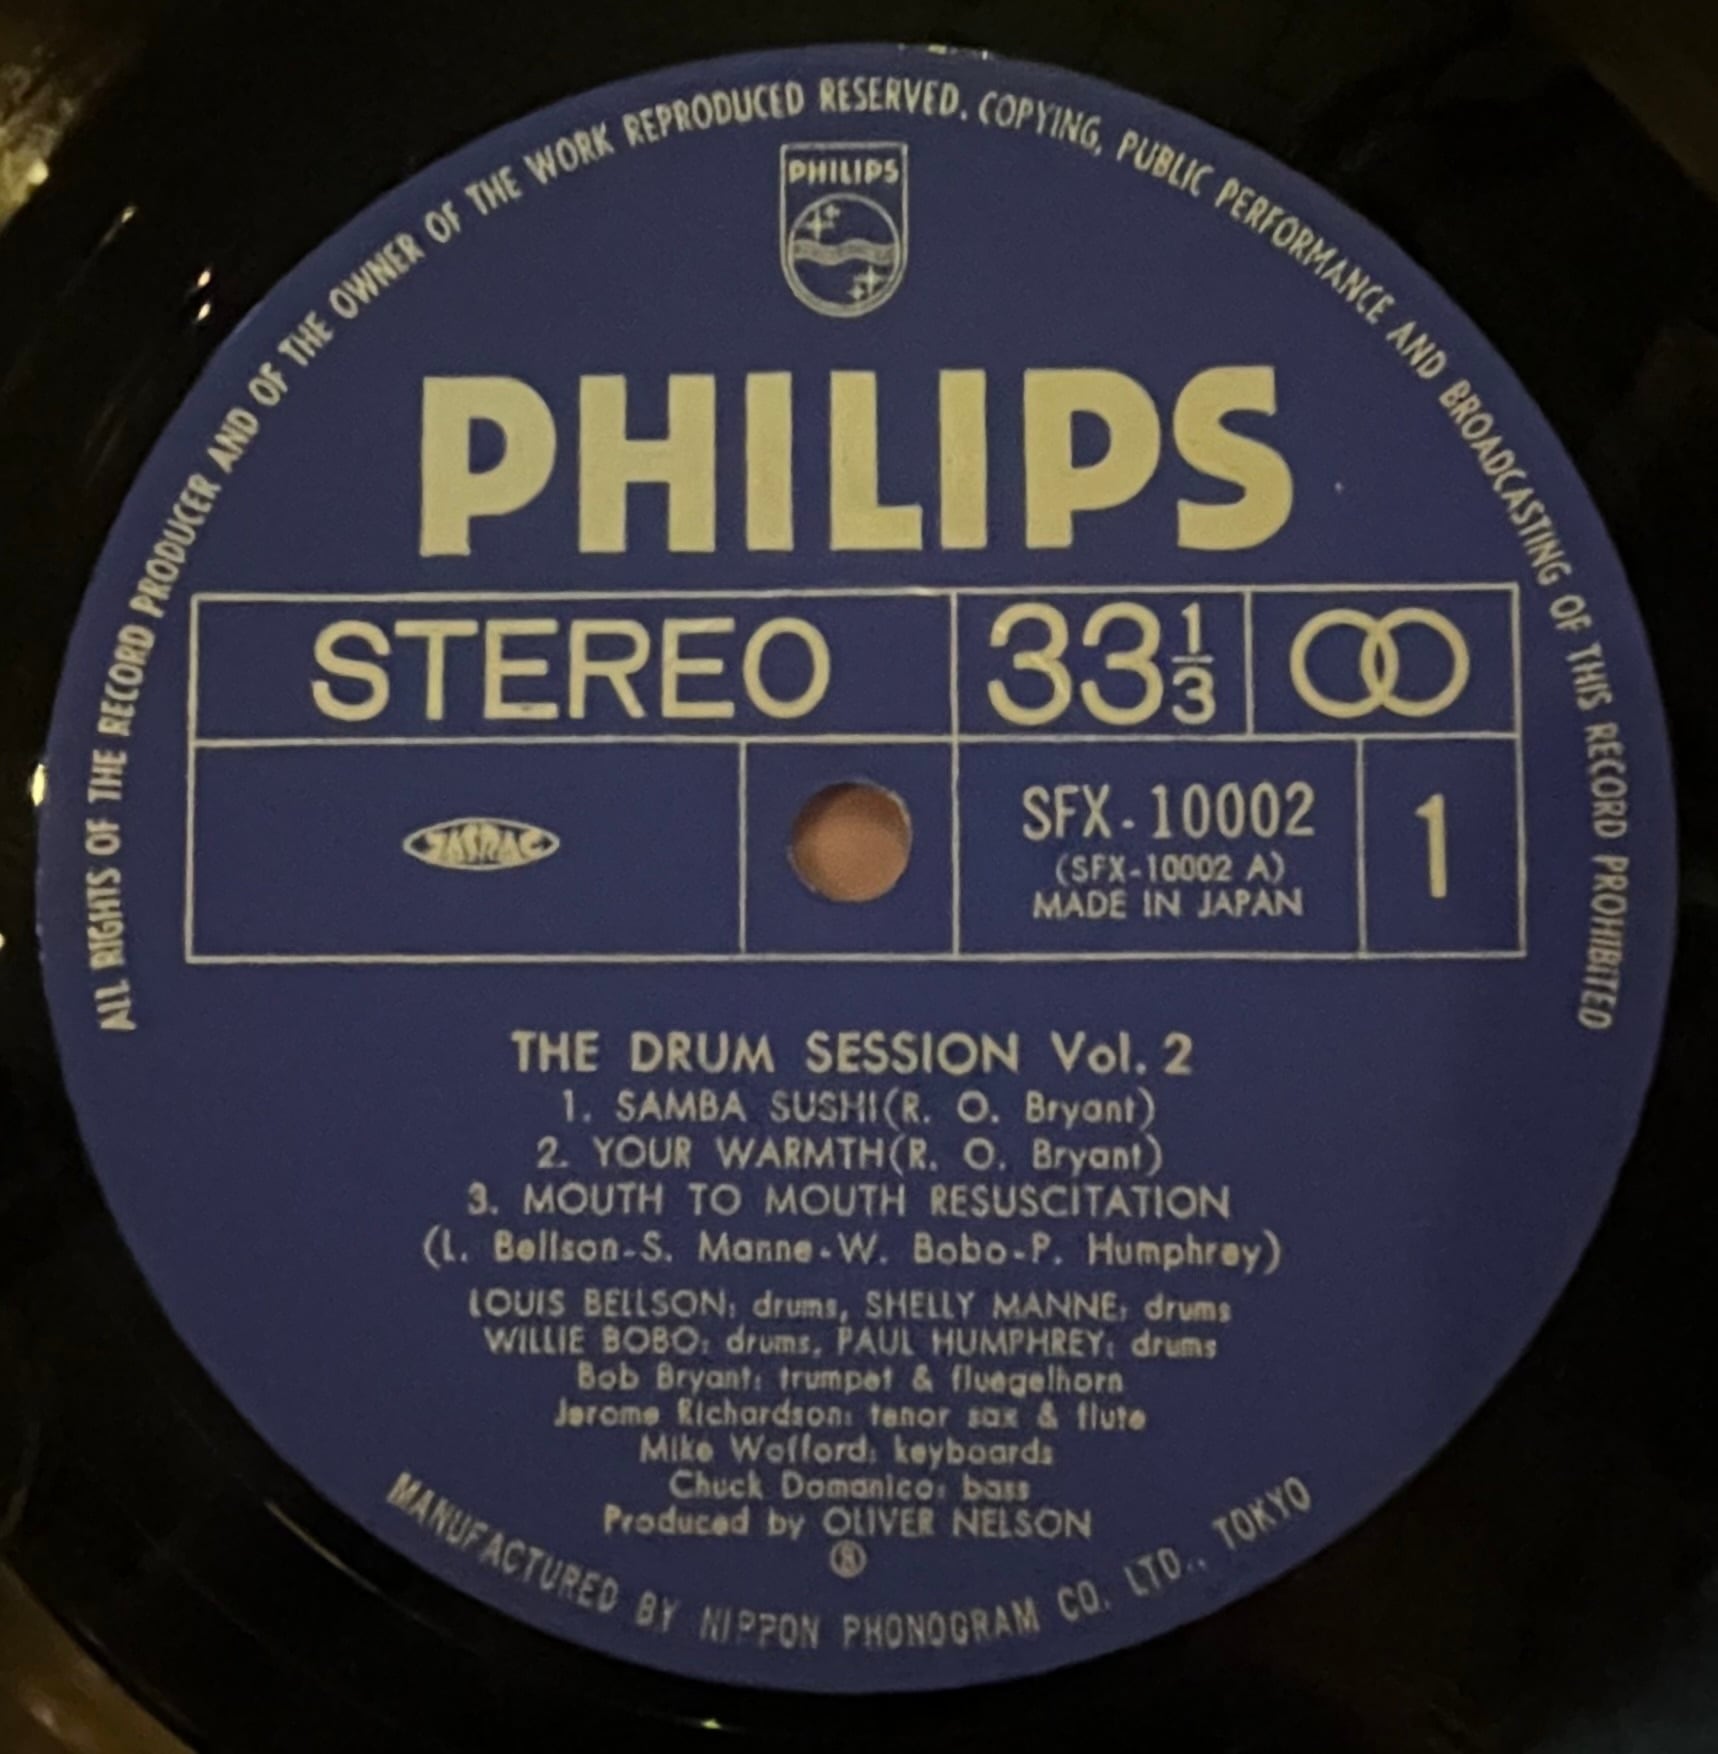 ALL RIGHTS OF THE RECORD PRODUCER AND OF THE OWNER OF THE WORK REPRODUCED RESERVED. COPYING, PUBLIC PERFORMANCE AND BROADCASTING OF THIS RECORD PROHIBITED
PHILIPS
PHILIPS
STEREO 33 1/3
JASRAC
SFX-10002 1
(SFX-10002 A)
MADE IN JAPAN
THE DRUM SESSION Vol. 2
1. SAMBA SUSHI(R. O. Bryant)
2. YOUR WARMTH(R. O. Bryant)
3. MOUTH TO MOUTH RESUSCITATION
(L. Bellson-S. Manne-W. Bobo-P. Humphrey)
LOUIS BELLSON: drums, SHELLY MANNE: drums
WILLIE BOBO: drums, PAUL HUMPHREY: drums
Bob Bryant: trumpet & fluegelhorn
Jerome Richardson: tenor sax & flute
Mike Wofford: keyboards
Chuck Domanico: bass
Produced by OLIVER NELSON
MANUFACTURED BY NIPPON PHONOGRAM CO. LTD., TOKYO